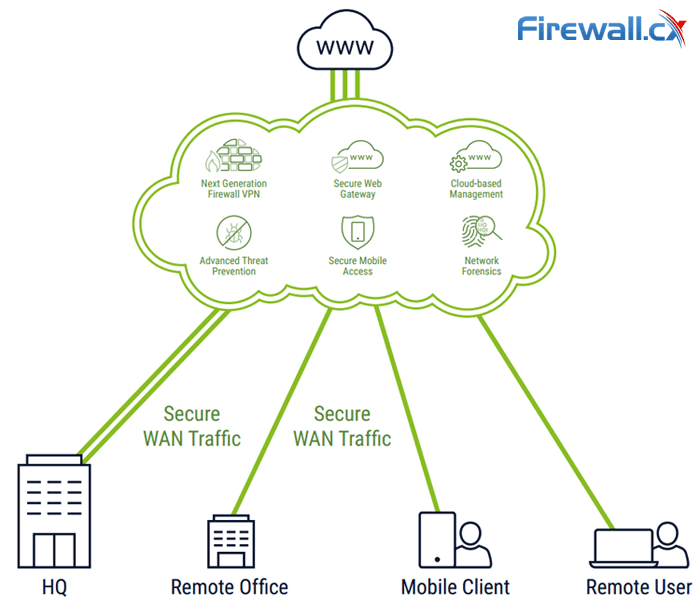 Firewall.cx
WWW
www
www
Next Generation
Firewall VPN
Secure Web
Gateway
Cloud-based
Management
Advanced Threat
Prevention
Secure Mobile
Access
Network
Forensics
Secure
WAN Traffic
Secure
WAN Traffic
HQ
Remote Office
Mobile Client
Remote User